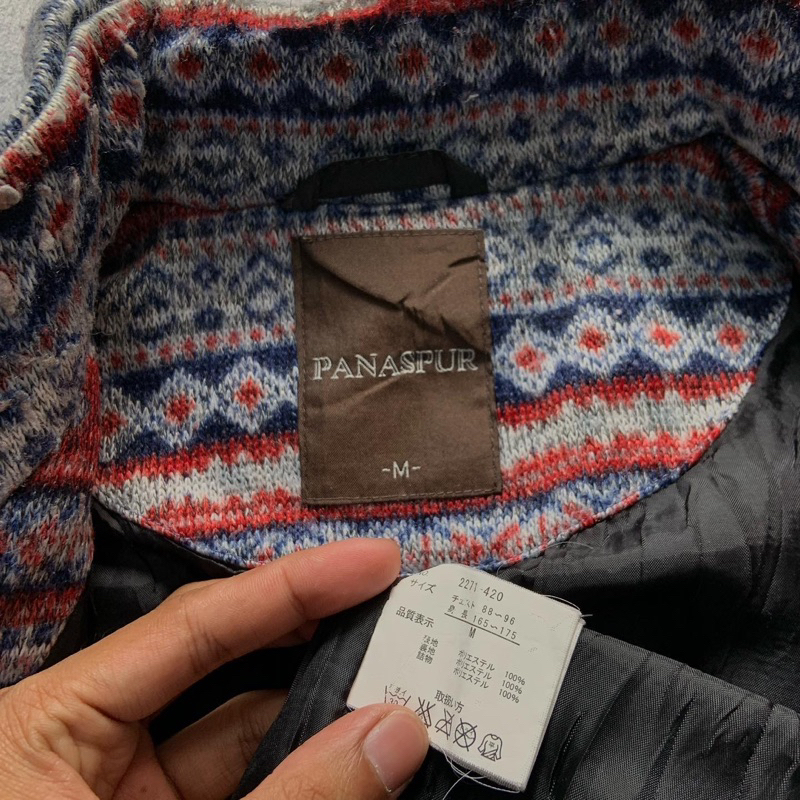 PANASPUR
-M-
サイズ
2271-420
チェスト 88〜96
身長 165〜175
M
品質表示
表地 ポリエステル 100%
裏地 ポリエステル 100%
詰物 ポリエステル 100%
取扱い方